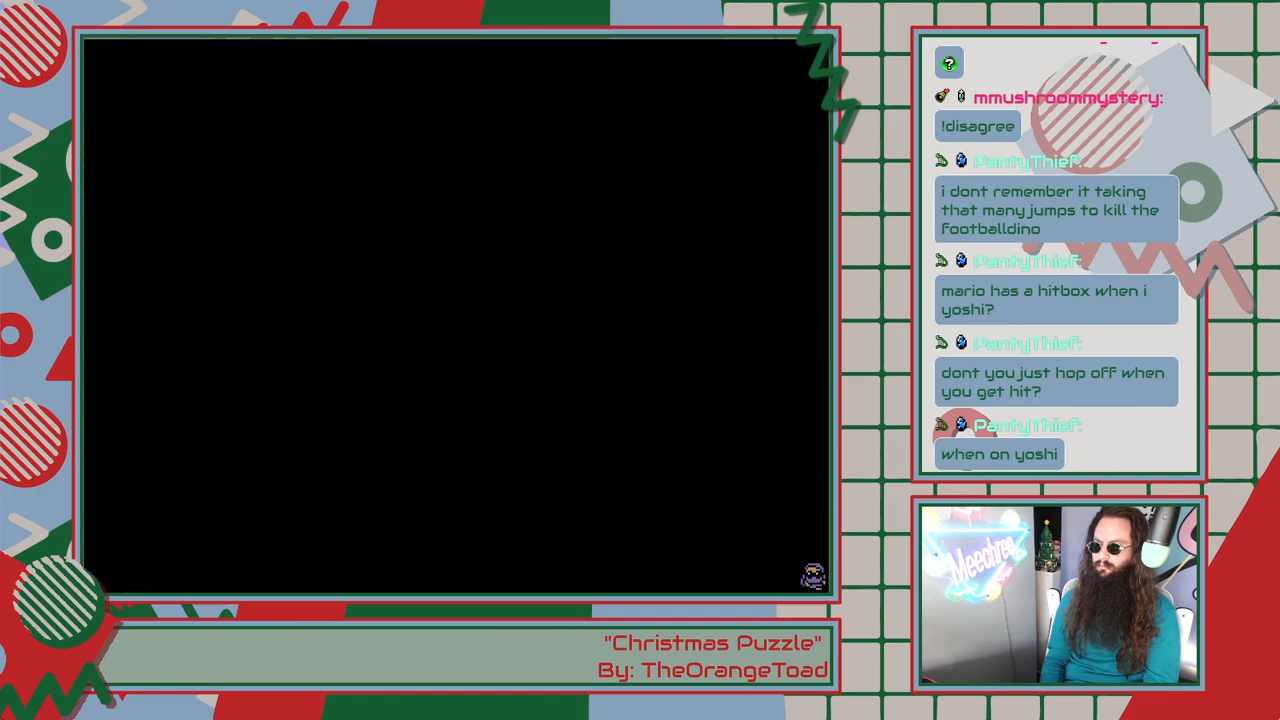 ?
mmushroommystery:
!disagree
PantyThief:
i dont remember it taking
that many jumps to kill the
footballdino
PantyThief:
mario has a hitbox when i
yoshi?
PantyThief:
dont you just hop off when
you get hit?
PantyThief:
when on yoshi
Meechree
"Christmas Puzzle"
By: TheOrangeToad